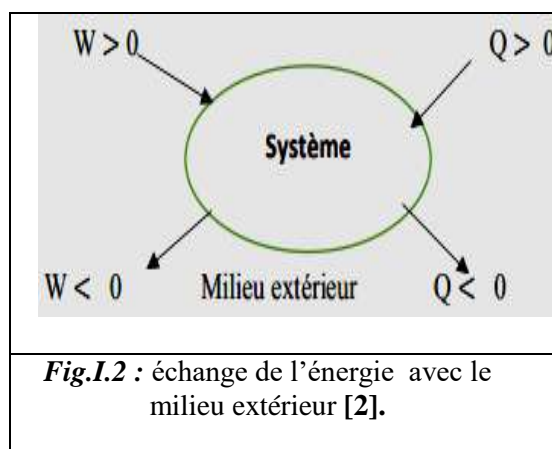 W > 0 Q > 0
Système
W < 0 Milieu extérieur Q < 0
Fig.I.2 : échange de l’énergie avec le
milieu extérieur [2].